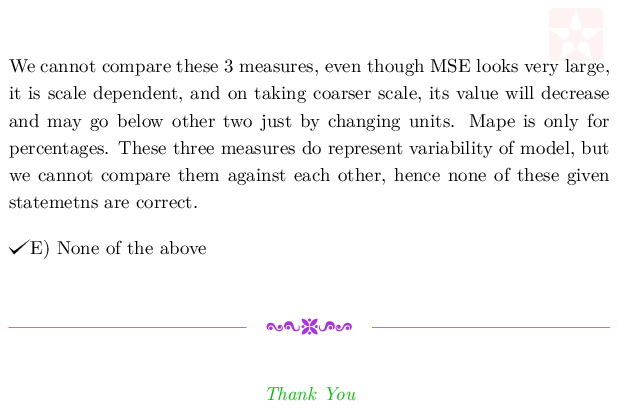 We cannot compare these 3 measures, even though MSE looks very large,
it is scale dependent, and on taking coarser scale, its value will decrease
and may go below other two just by changing units. Mape is only for
percentages. These three measures do represent variability of model, but
we cannot compare them against each other, hence none of these given
statemetns are correct.
✓E) None of the above
Thank You